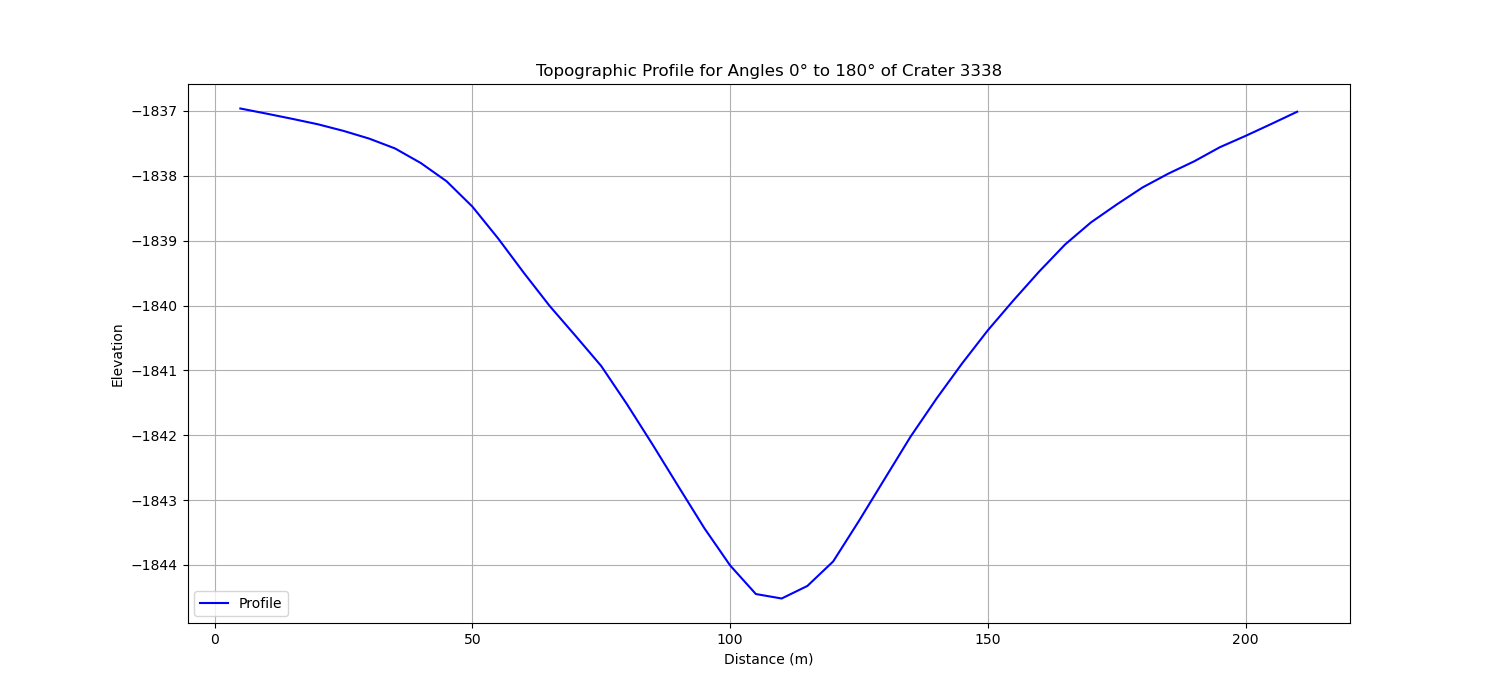 Topographic Profile for Angles 0° to 180° of Crater 3338
−1837
−1838
−1839
−1840
−1841
−1842
−1843
−1844
Elevation
Profile
0 50 100 150 200
Distance (m)